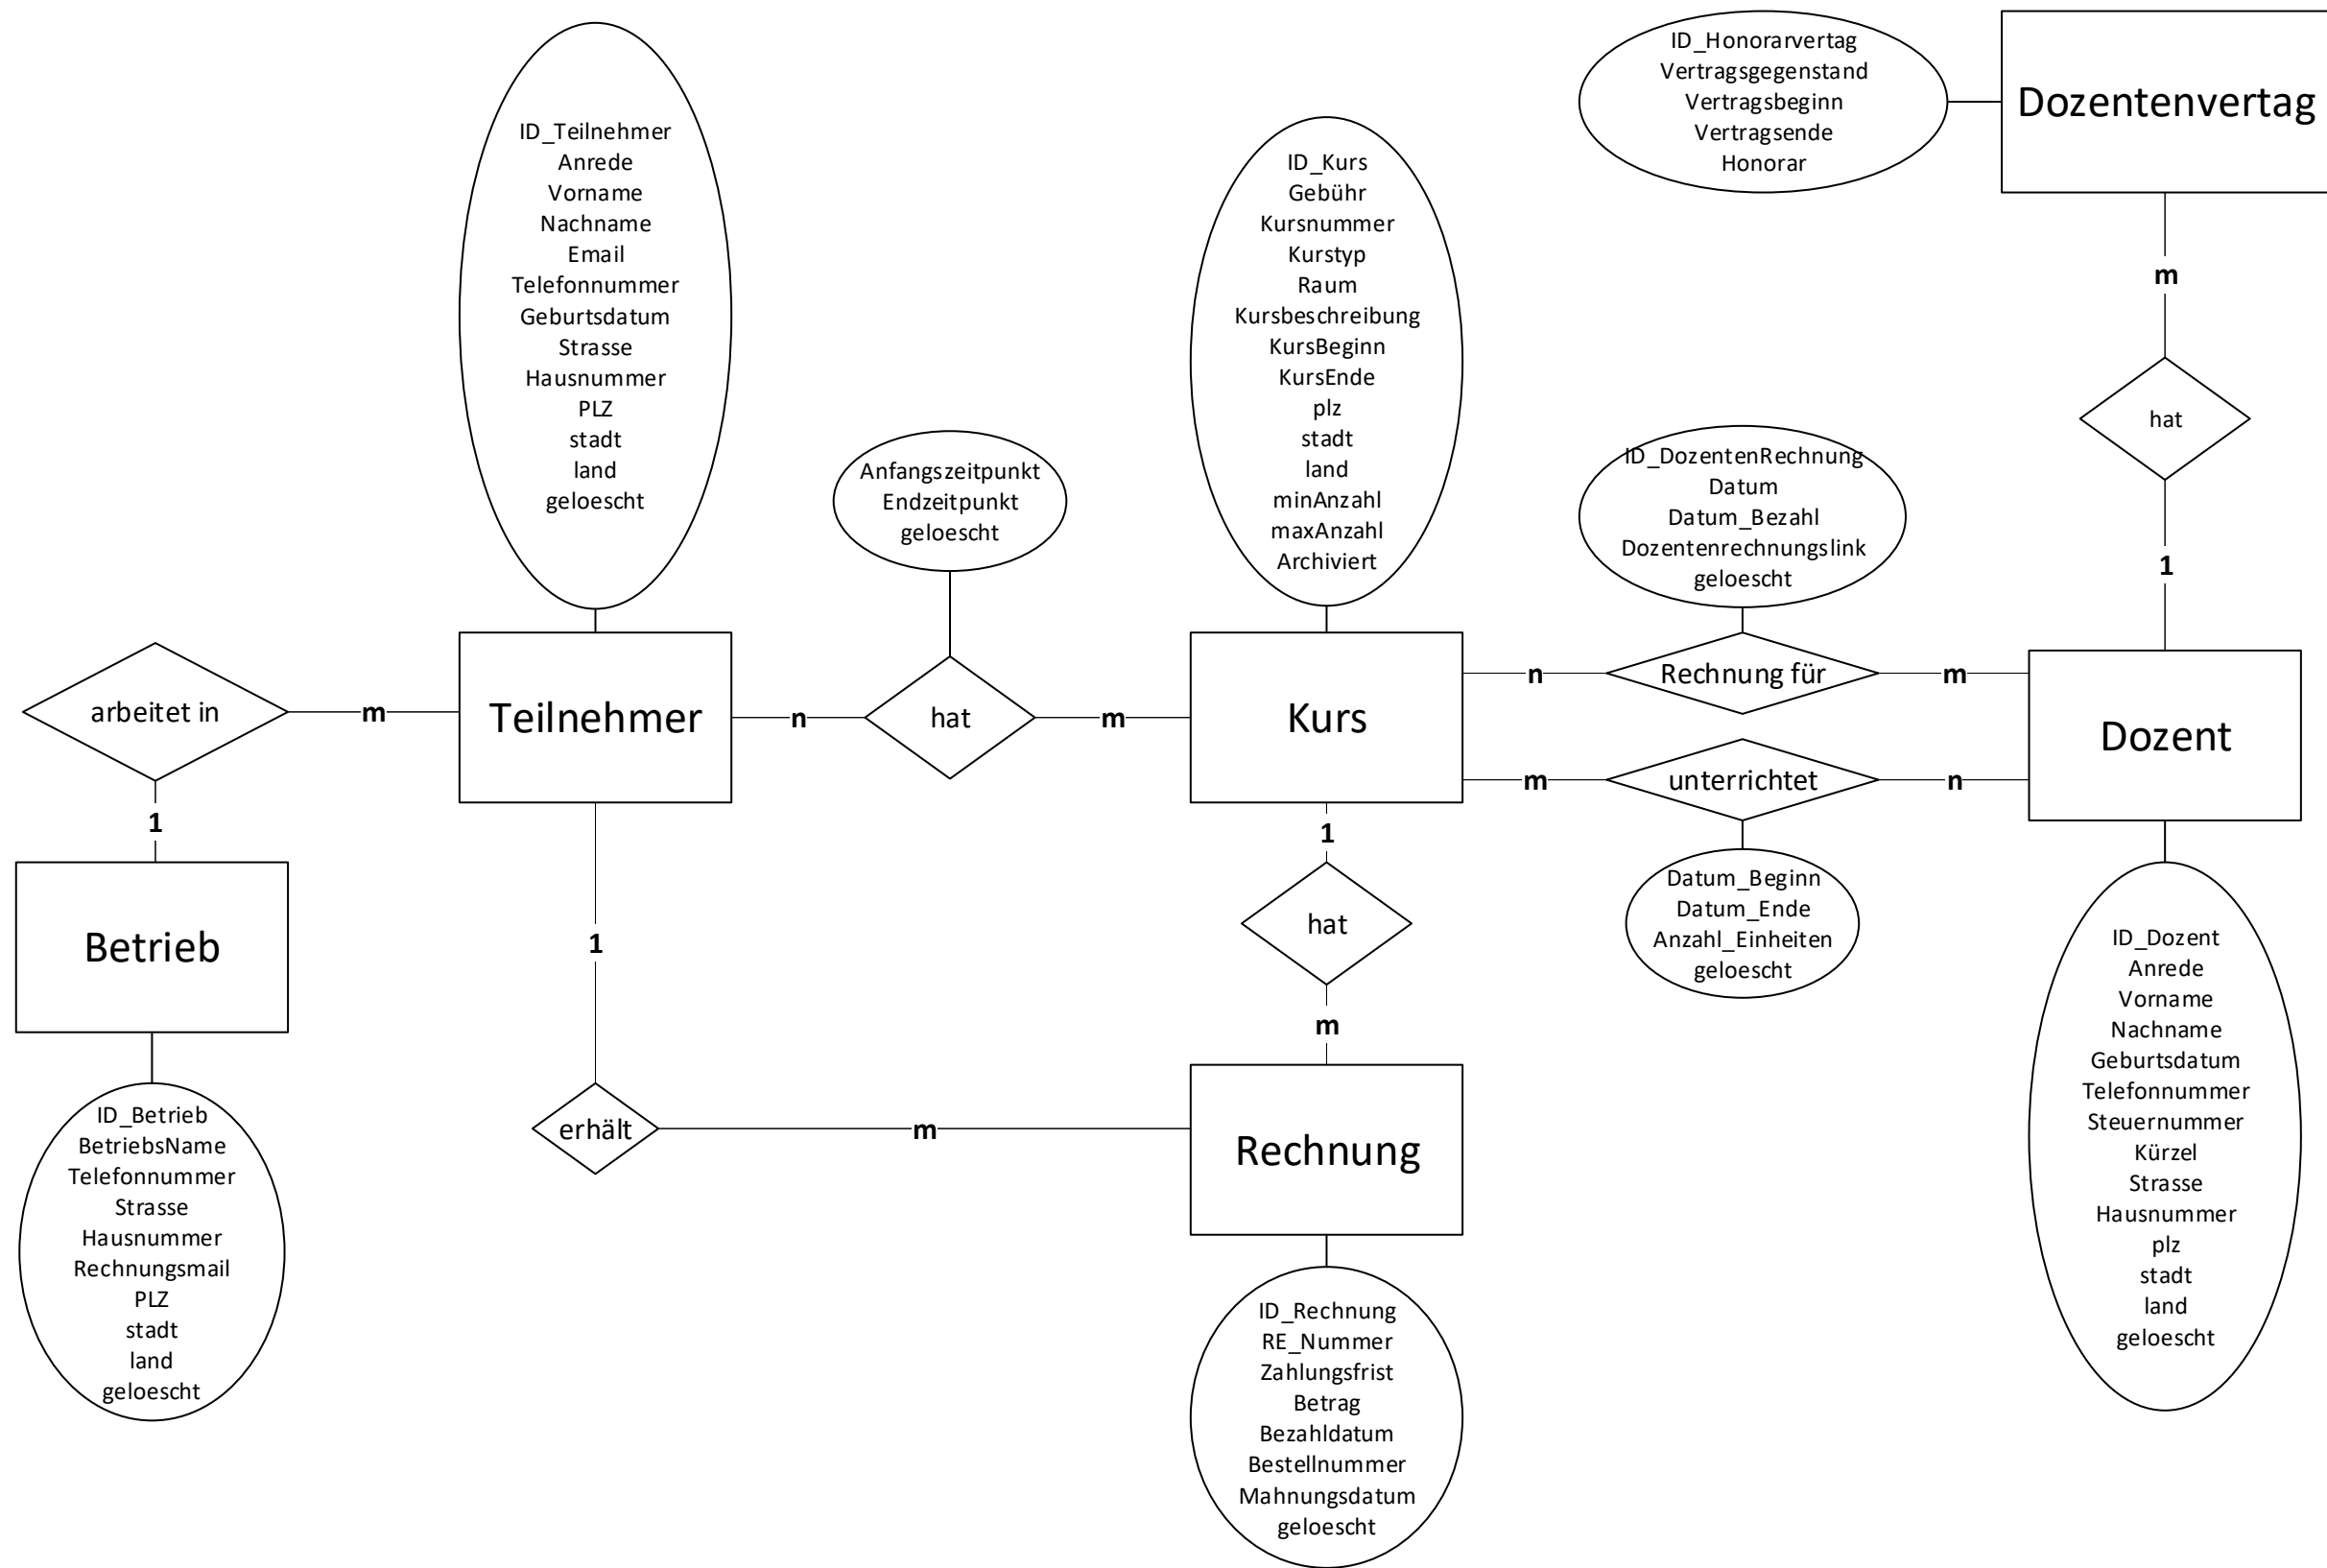 ID_Honorarvertag
Vertragsgegenstand
Vertragsbeginn
Vertragsende
Honorar
Dozentenvertag
m
hat
1
ID_Teilnehmer
Anrede
Vorname
Nachname
Email
Telefonnummer
Geburtsdatum
Strasse
Hausnummer
PLZ
stadt
land
geloescht
Anfangszeitpunkt
Endzeitpunkt
geloescht
ID_Kurs
Gebühr
Kursnummer
Kurstyp
Raum
Kursbeschreibung
KursBeginn
KursEnde
plz
stadt
land
minAnzahl
maxAnzahl
Archiviert
ID_DozentenRechnung
Datum
Datum_Bezahl
Dozentenrechnungslink
geloescht
arbeitet in
m
Teilnehmer
n
hat
m
Kurs
n
Rechnung für
m
m
unterrichtet
n
Dozent
1
Betrieb
1
erhält
m
1
hat
m
Rechnung
Datum_Beginn
Datum_Ende
Anzahl_Einheiten
geloescht
ID_Betrieb
BetriebsName
Telefonnummer
Strasse
Hausnummer
Rechnungsmail
PLZ
stadt
land
geloescht
ID_Rechnung
RE_Nummer
Zahlungsfrist
Betrag
Bezahldatum
Bestellnummer
Mahnungsdatum
geloescht
ID_Dozent
Anrede
Vorname
Nachname
Geburtsdatum
Telefonnummer
Steuernummer
Kürzel
Strasse
Hausnummer
plz
stadt
land
geloescht